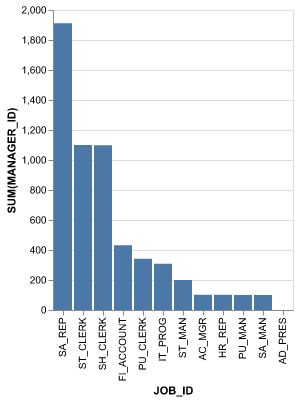 2,000
1,800
1,600
1,400
1,200
1,000
800
600
400
200
0
SUM(MANAGER_ID)
SA_REP
ST_CLERK
SH_CLERK
FI_ACCOUNT
PU_CLERK
IT_PROG
ST_MAN
AC_MGR
HR_REP
PU_MAN
SA_MAN
AD_PRES
JOB_ID